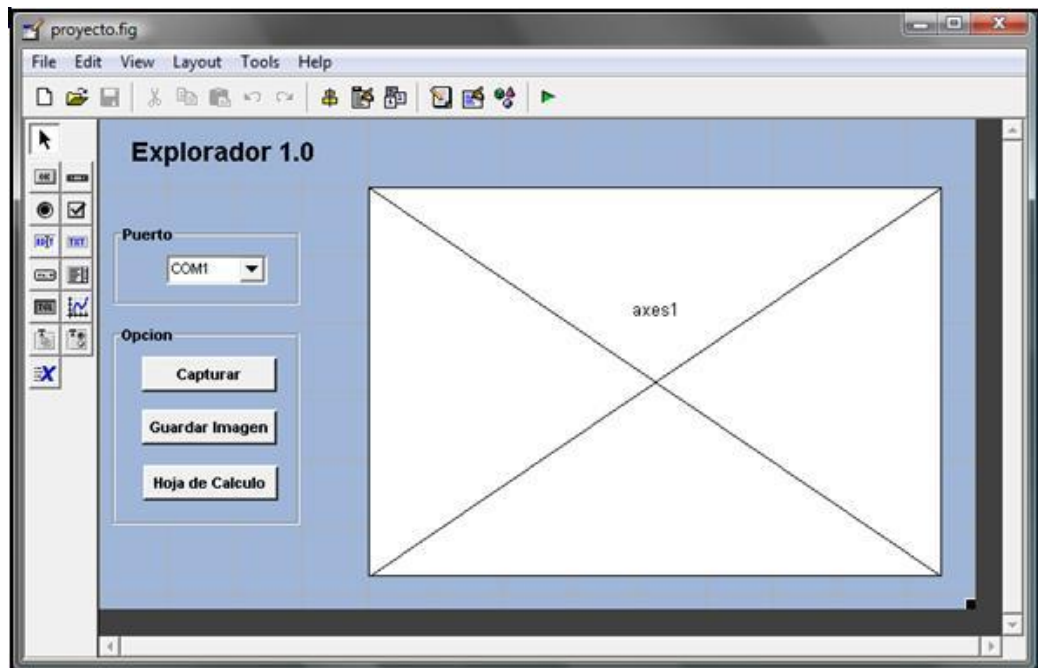 proyecto.fig
File Edit View Layout Tools Help
Explorador 1.0
Puerto
COM1
axes1
Opcion
Capturar
Guardar Imagen
Hoja de Calculo